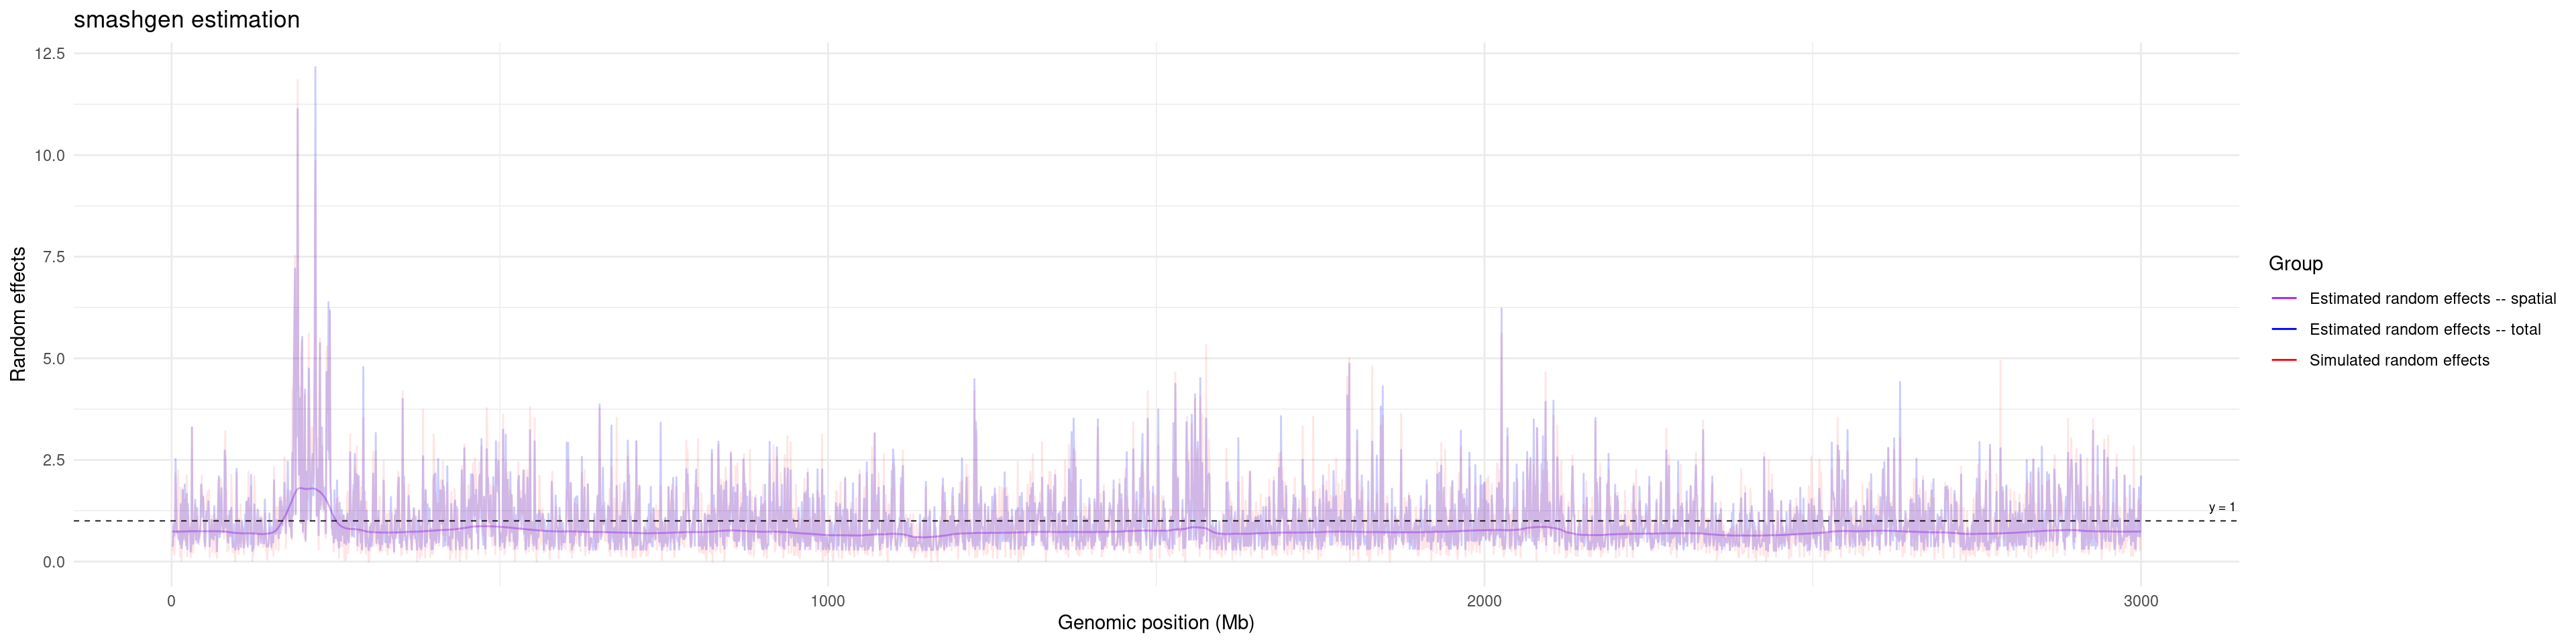 smashgen estimation
12.5
10.0
7.5
5.0
2.5
0.0
Random effects
y = 1
0
1000
2000
3000
Genomic position (Mb)
Group
Estimated random effects -- spatial
Estimated random effects -- total
Simulated random effects